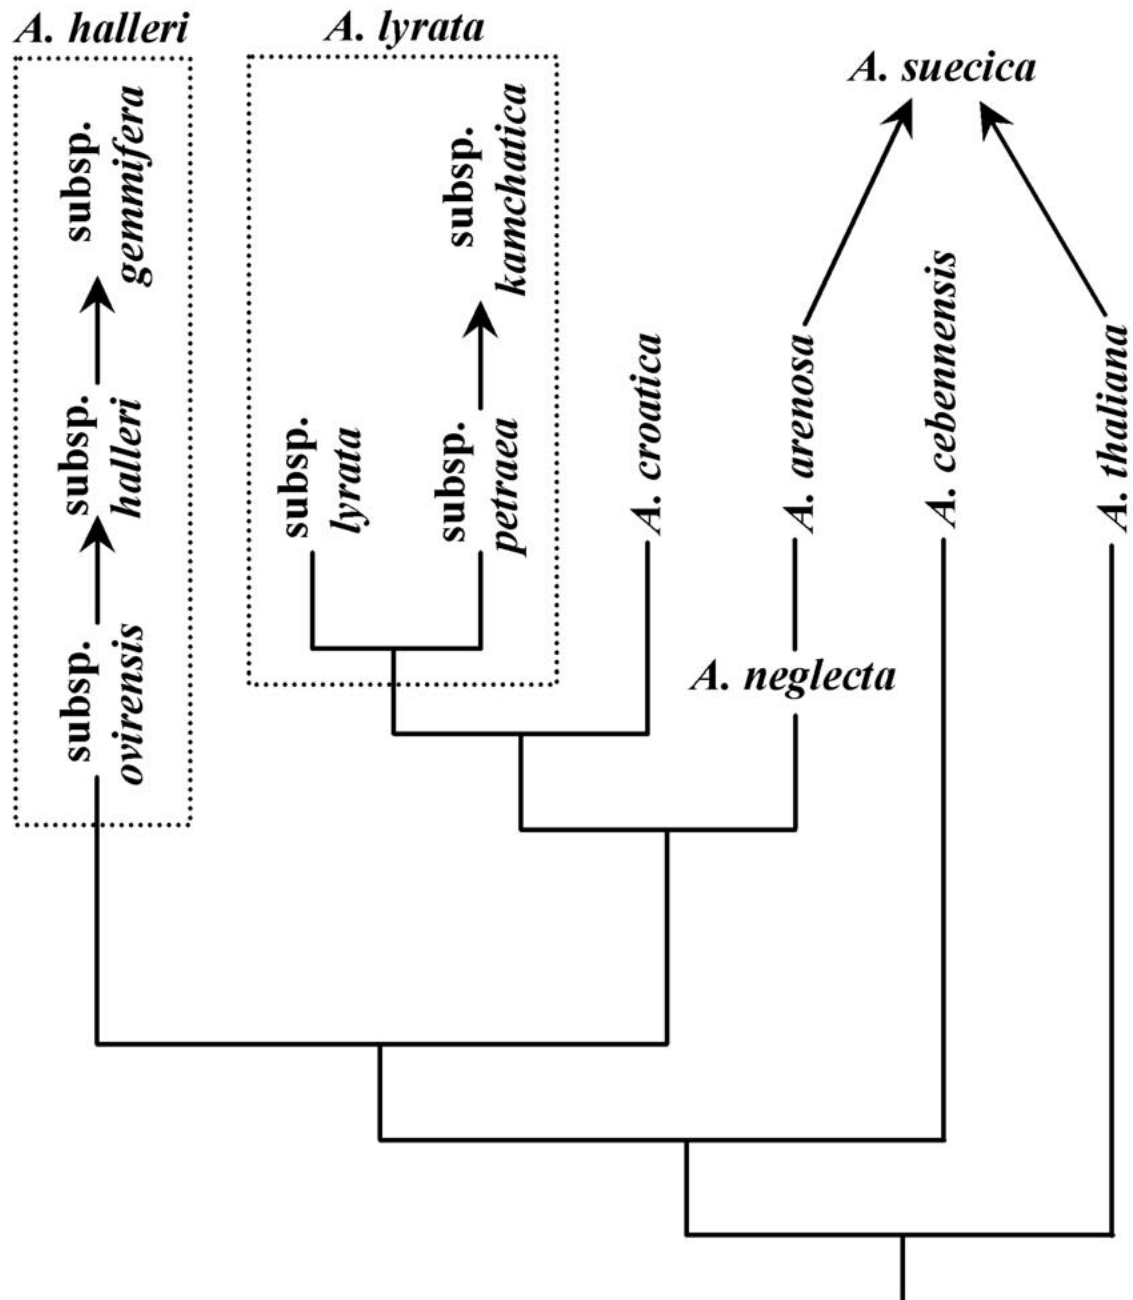 A. halleri
A. lyrata
A. suecica
subsp.
gemmifera
subsp.
kamchatica
subsp.
halleri
subsp.
lyrata
subsp.
petraea
A. croatica
A. arenosa
A. cebennensis
A. thaliana
subsp.
ovirensis
A. neglecta